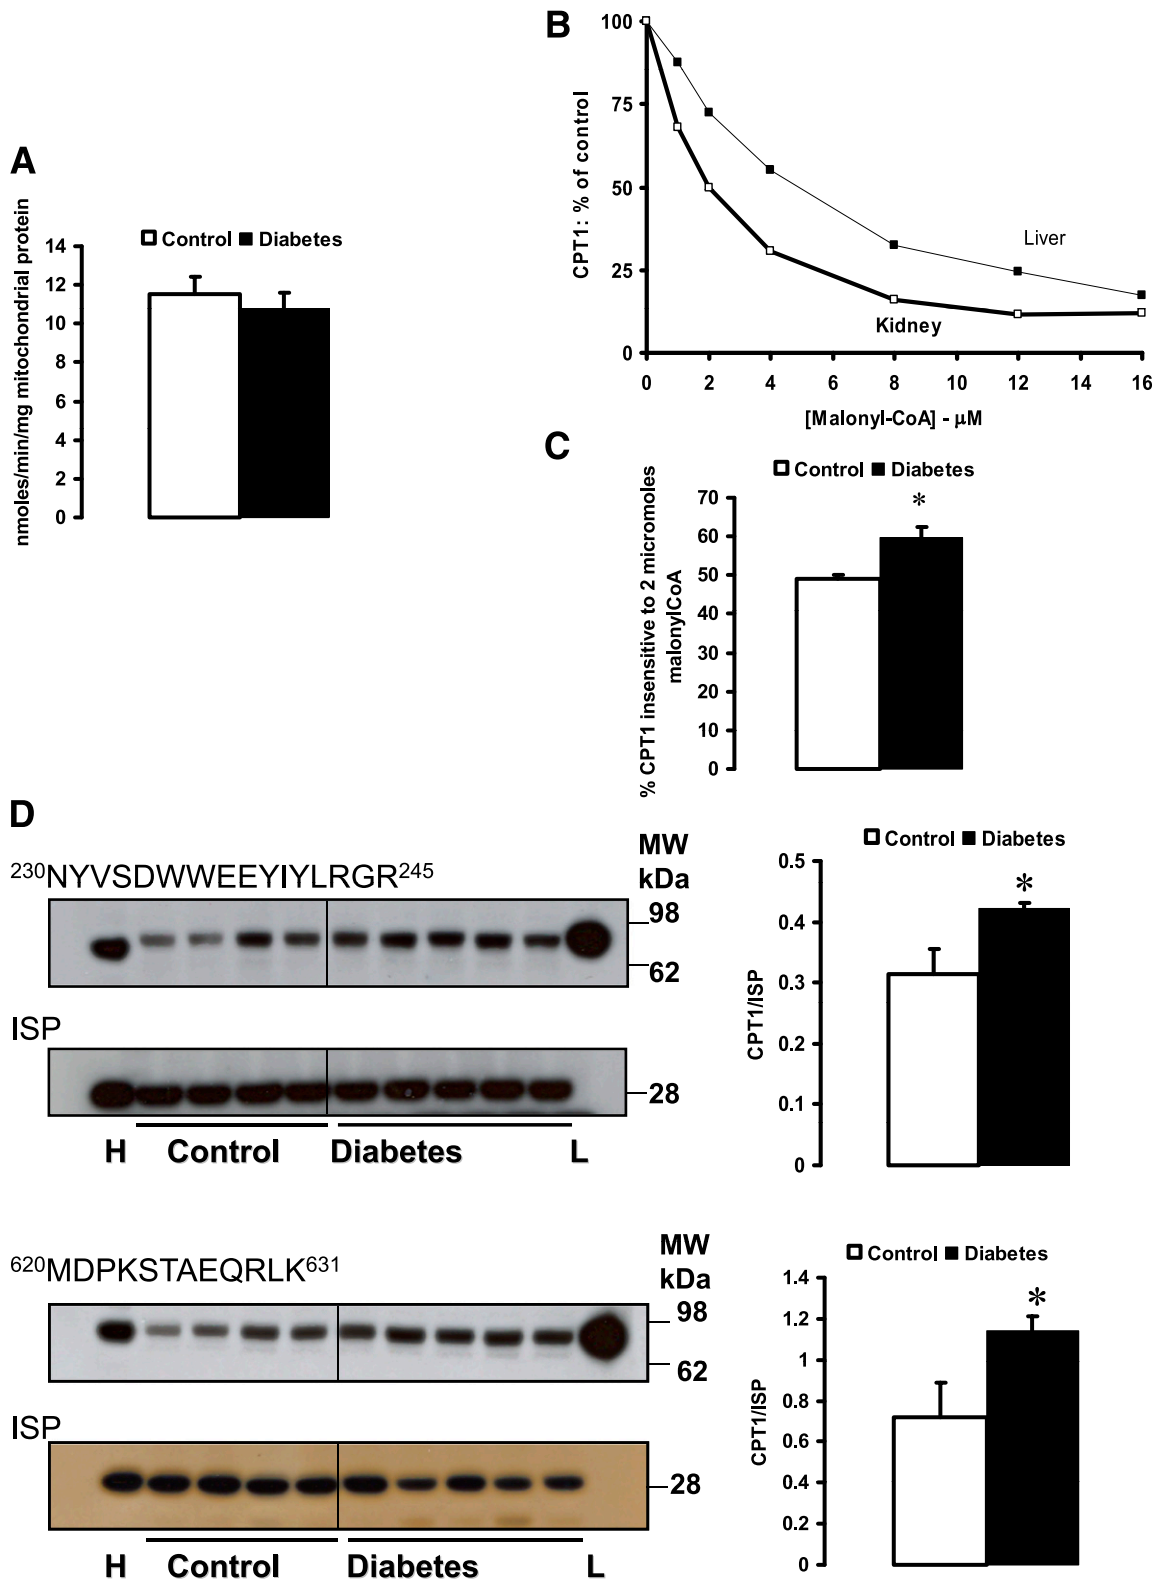 A
Control Diabetes
nmoles/min/mg mitochondrial protein
14
12
10
8
6
4
2
0
B
CPT1: % of control
100
75
50
25
0
Liver
Kidney
0 2 4 6 8 10 12 14 16
[Malonyl-CoA] - μM
C
Control Diabetes
% CPT1 insensitive to 2 micromoles
malonylCoA
70
60
50
40
30
20
10
0
*
D
230NYVSDWWEEYIYLRGR245
MW
kDa
98
62
ISP
28
H Control Diabetes L
Control Diabetes
CPT1/ISP
0.5
0.4
0.3
0.2
0.1
0
*
620MDPKSTAEQRLK631
MW
kDa
98
62
ISP
28
H Control Diabetes L
Control Diabetes
CPT1/ISP
1.4
1.2
1
0.8
0.6
0.4
0.2
0
*